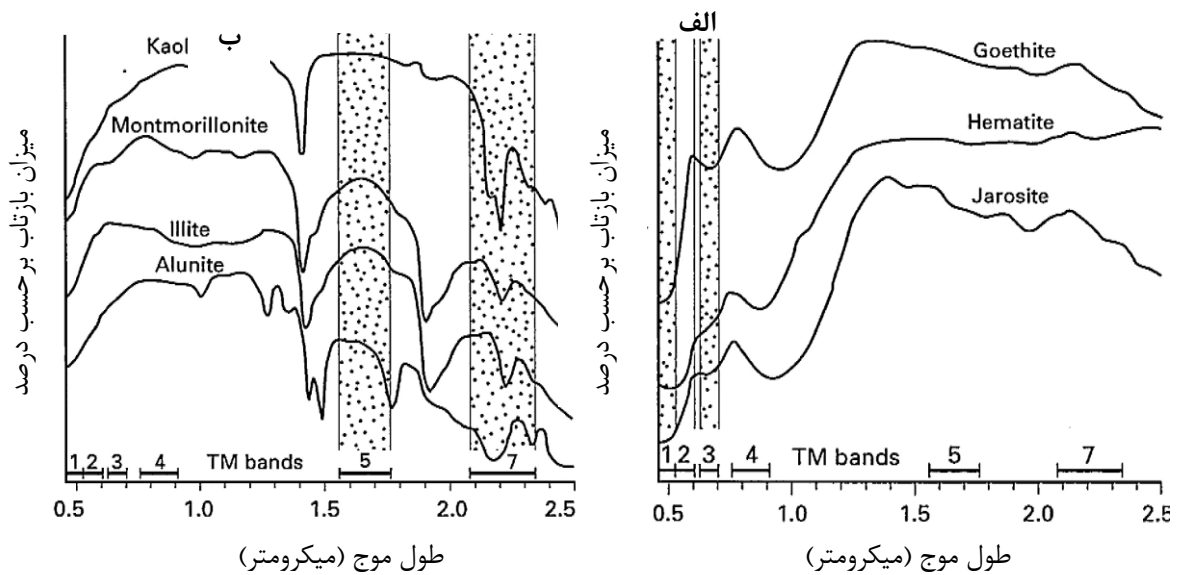 ب
Kaol
Montmorillonite
Illite
Alunite
1 2 3 4 TM bands 5 7
0.5 1.0 1.5 2.0 2.5
طول موج (میکرومتر)
میزان بازتاب برحسب درصد
الف
Goethite
Hematite
Jarosite
1 2 3 4 TM bands 5 7
0.5 1.0 1.5 2.0 2.5
طول موج (میکرومتر)
میزان بازتاب برحسب درصد